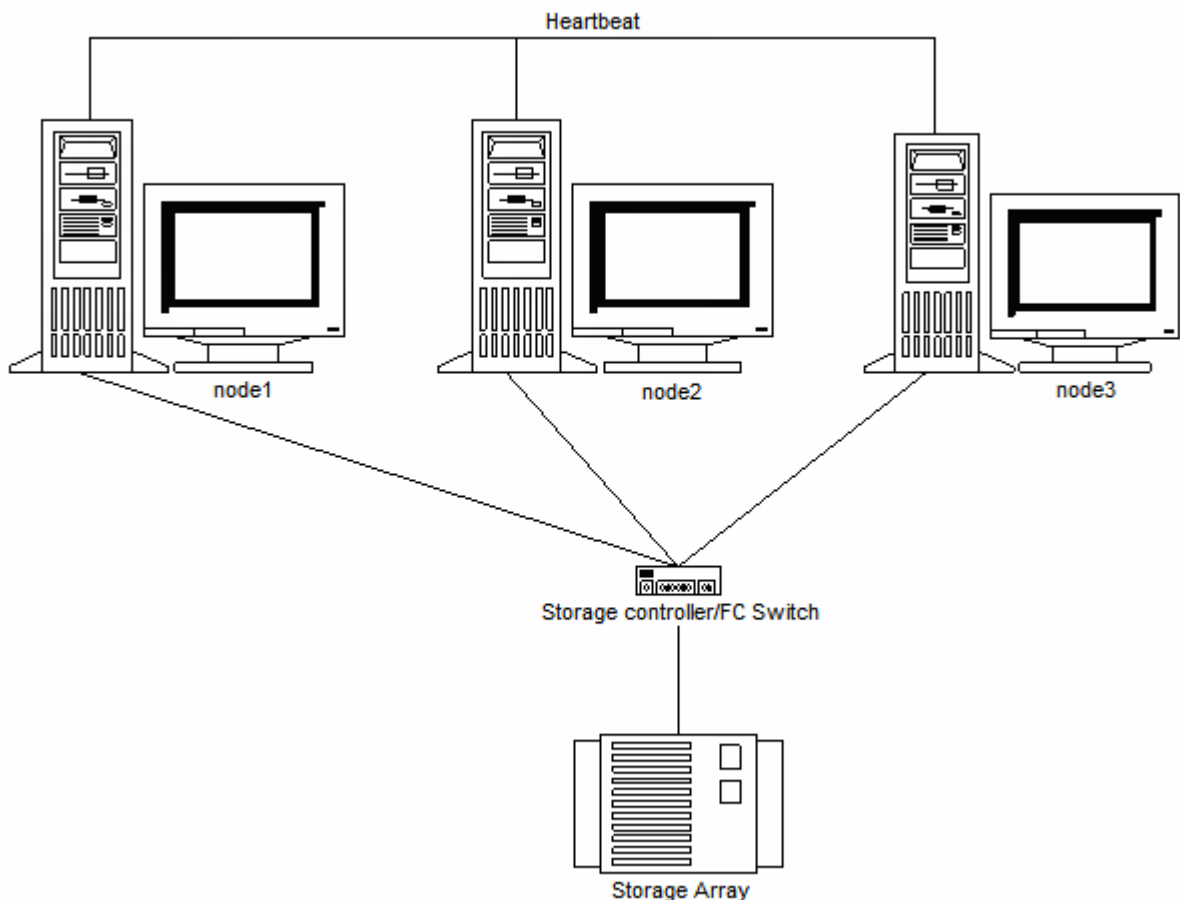 Heartbeat
node1
node2
node3
Storage controller/FC Switch
Storage Array